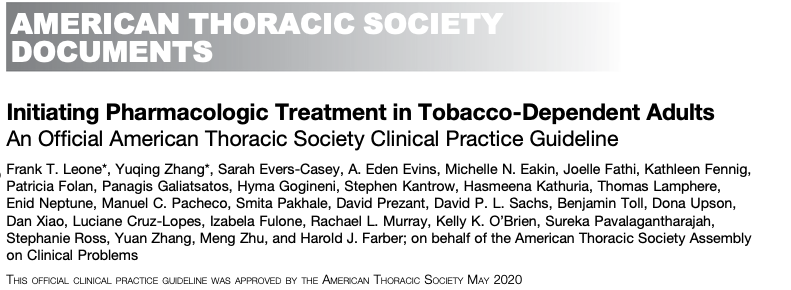 AMERICAN THORACIC SOCIETY
DOCUMENTS
Initiating Pharmacologic Treatment in Tobacco-Dependent Adults
An Official American Thoracic Society Clinical Practice Guideline
Frank T. Leone*, Yuqing Zhang*, Sarah Evers-Casey, A. Eden Evins, Michelle N. Eakin, Joelle Fathi, Kathleen Fennig,
Patricia Folan, Panagis Galiatsatos, Hyma Gogineni, Stephen Kantrow, Hasmeena Kathuria, Thomas Lamphere,
Enid Neptune, Manuel C. Pacheco, Smita Pakhale, David Prezant, David P. L. Sachs, Benjamin Toll, Dona Upson,
Dan Xiao, Luciane Cruz-Lopes, Izabela Fulone, Rachael L. Murray, Kelly K. O'Brien, Sureka Pavalagantharajah,
Stephanie Ross, Yuan Zhang, Meng Zhu, and Harold J. Farber; on behalf of the American Thoracic Society Assembly
on Clinical Problems
THIS OFFICIAL CLINICAL PRACTICE GUIDELINE WAS APPROVED BY THE AMERICAN THORACIC SOCIETY MAY 2020